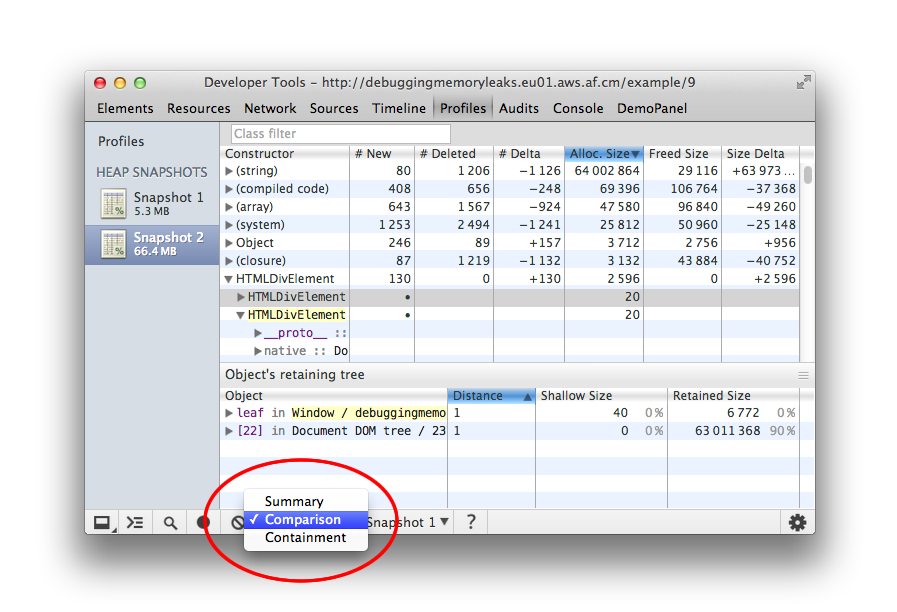 Developer Tools – http://debuggingmemoryleaks.eu01.aws.af.cm/example/9
Elements Resources Network Sources Timeline Profiles Audits Console DemoPanel
Profiles
HEAP SNAPSHOTS
Snapshot 1
5.3 MB
Snapshot 2
66.4 MB
Class filter
Constructor # New # Deleted # Delta Alloc. Size▼ Freed Size Size Delta
▶(string) 80 1 206 −1 126 64 002 864 29 116 +63 973 …
▶(compiled code) 408 656 −248 69 396 106 764 −37 368
▶(array) 643 1 567 −924 47 580 96 840 −49 260
▶(system) 1 253 2 494 −1 241 25 812 50 960 −25 148
▶Object 246 89 +157 3 712 2 756 +956
▶(closure) 87 1 219 −1 132 3 132 43 884 −40 752
▼HTMLDivElement 130 0 +130 2 596 0 +2 596
▶HTMLDivElement • 20
▼HTMLDivElement • 20
▶__proto__ ::
▶native :: Do
Object's retaining tree
Object Distance ▲ Shallow Size Retained Size
▶leaf in Window / debuggingmemo 1 40 0% 6 772 0%
▶[22] in Document DOM tree / 23 1 0 0% 63 011 368 90%
Summary
✓ Comparison
Containment
Snapshot 1 ▼ ?